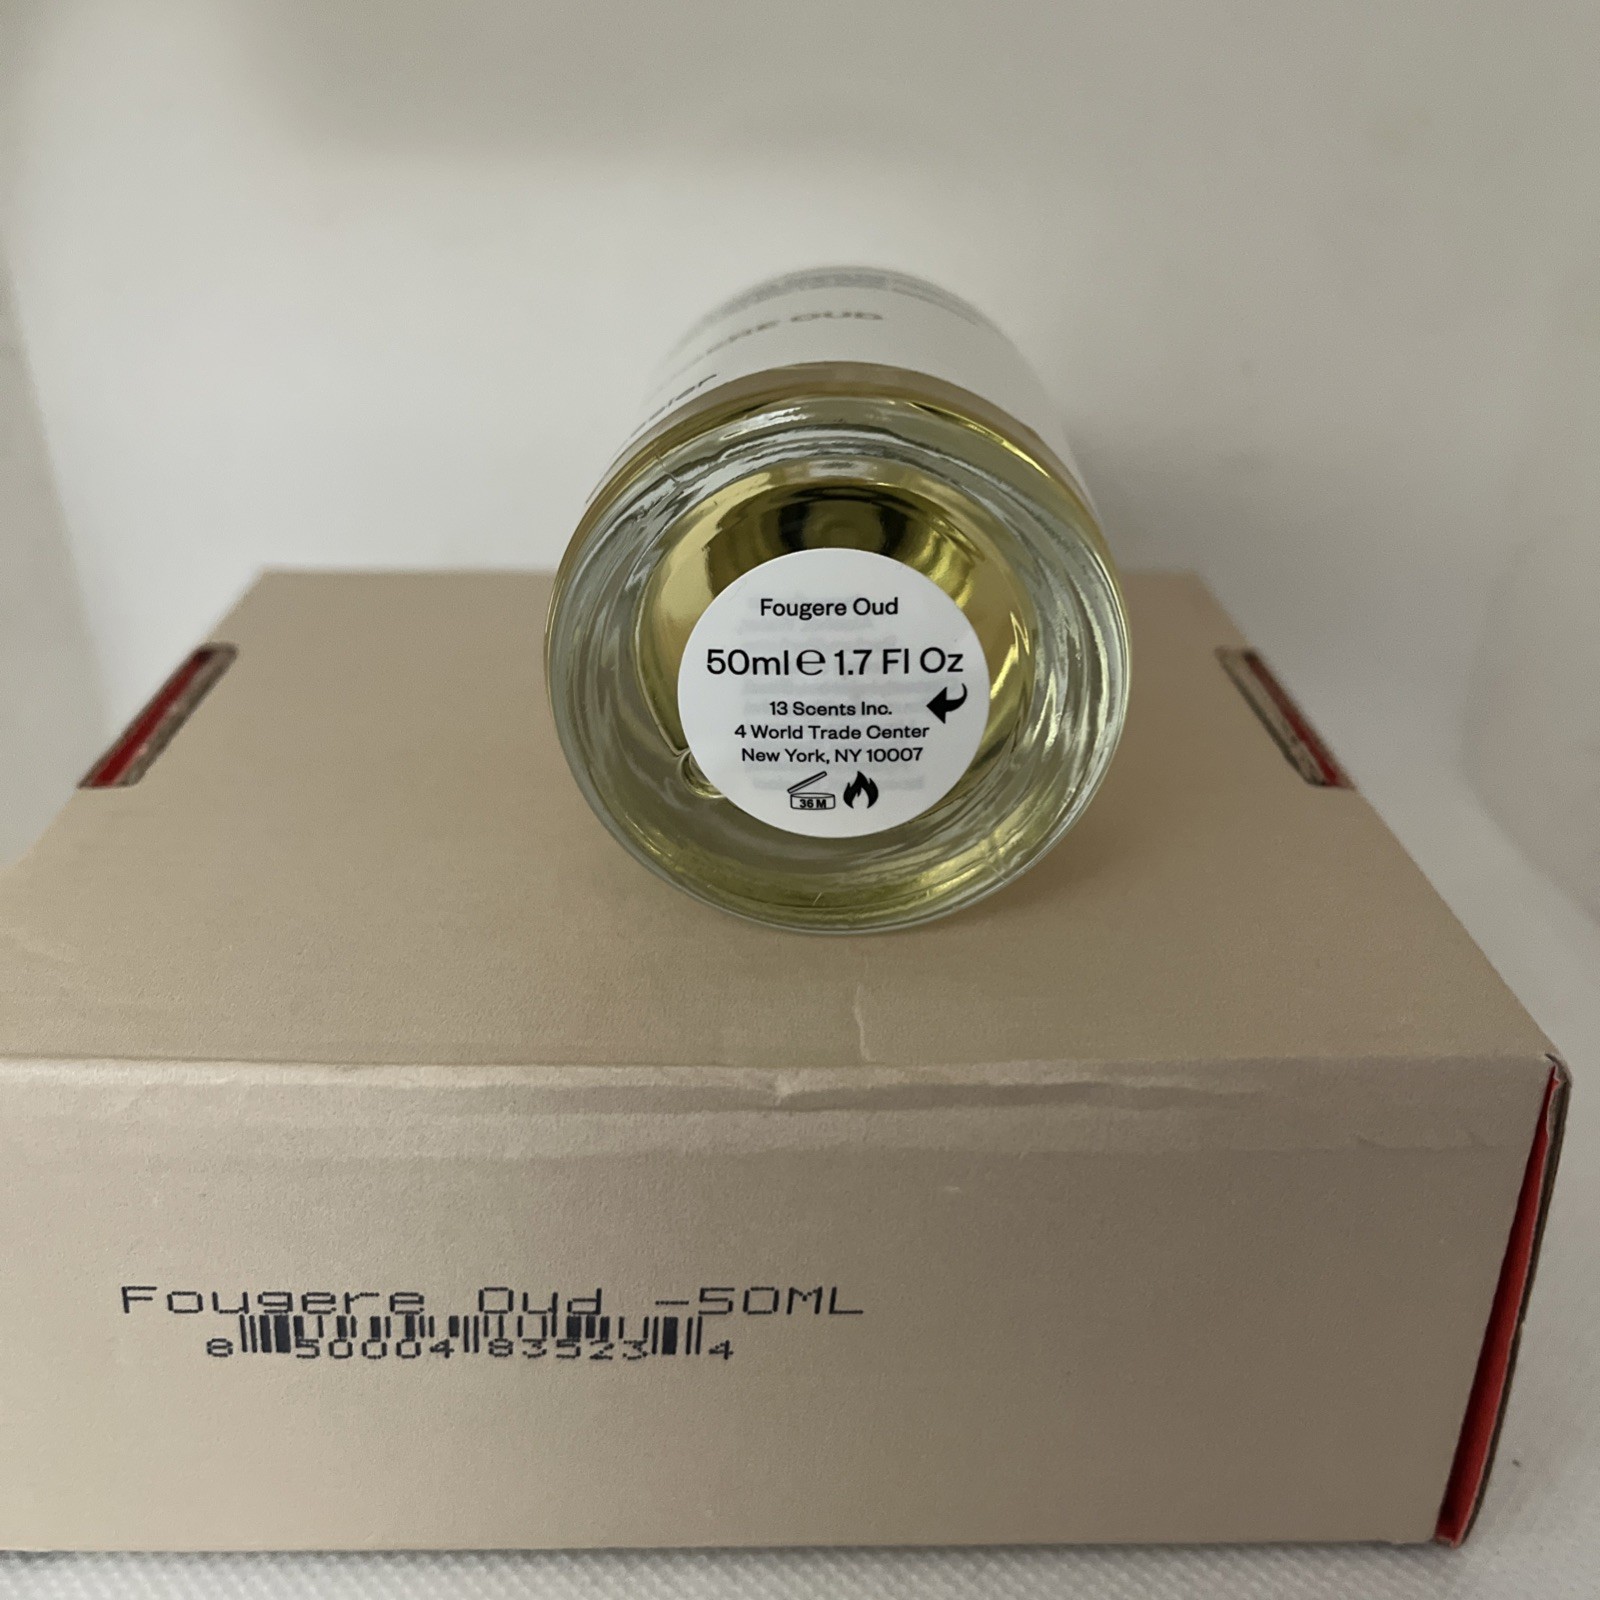 OUD
Fougere Oud
50ml ℮ 1.7 Fl Oz
13 Scents Inc.
4 World Trade Center
New York, NY 10007
36 M
Fougere Oud -50ML
8 50004 83523 4